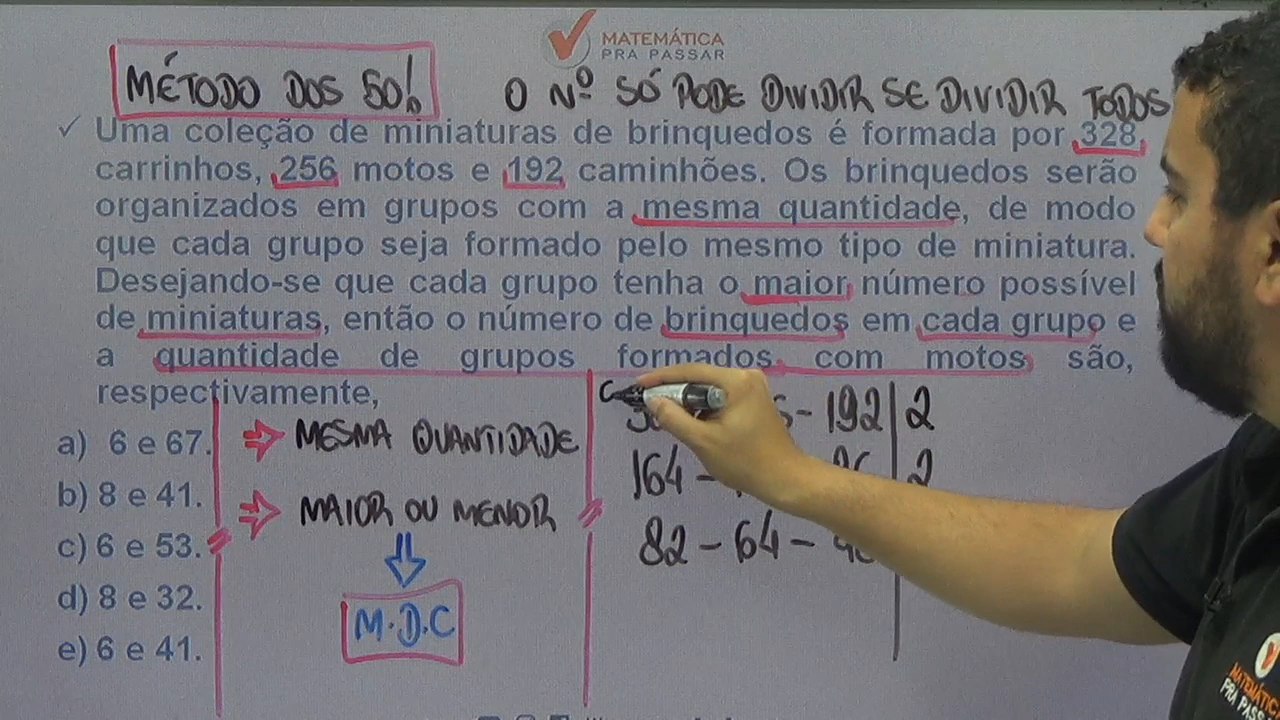 MATEMÁTICA
PRA PASSAR
MÉTODO DOS 50! O Nº SÓ PODE DIVIDIR SE DIVIDIR TODOS
✓ Uma coleção de miniaturas de brinquedos é formada por 328
carrinhos, 256 motos e 192 caminhões. Os brinquedos serão
organizados em grupos com a mesma quantidade, de modo
que cada grupo seja formado pelo mesmo tipo de miniatura.
Desejando-se que cada grupo tenha o maior número possível
de miniaturas, então o número de brinquedos em cada grupo e
a quantidade de grupos formados com motos são,
respectivamente,
a) 6 e 67.
b) 8 e 41.
c) 6 e 53.
d) 8 e 32.
e) 6 e 41.
⇒ MESMA QUANTIDADE
⇒ MAIOR OU MENOR
M.D.C
- 192 | 2
164 - 2
82 - 64 -
MATEMÁTICA
PRA PASSAR